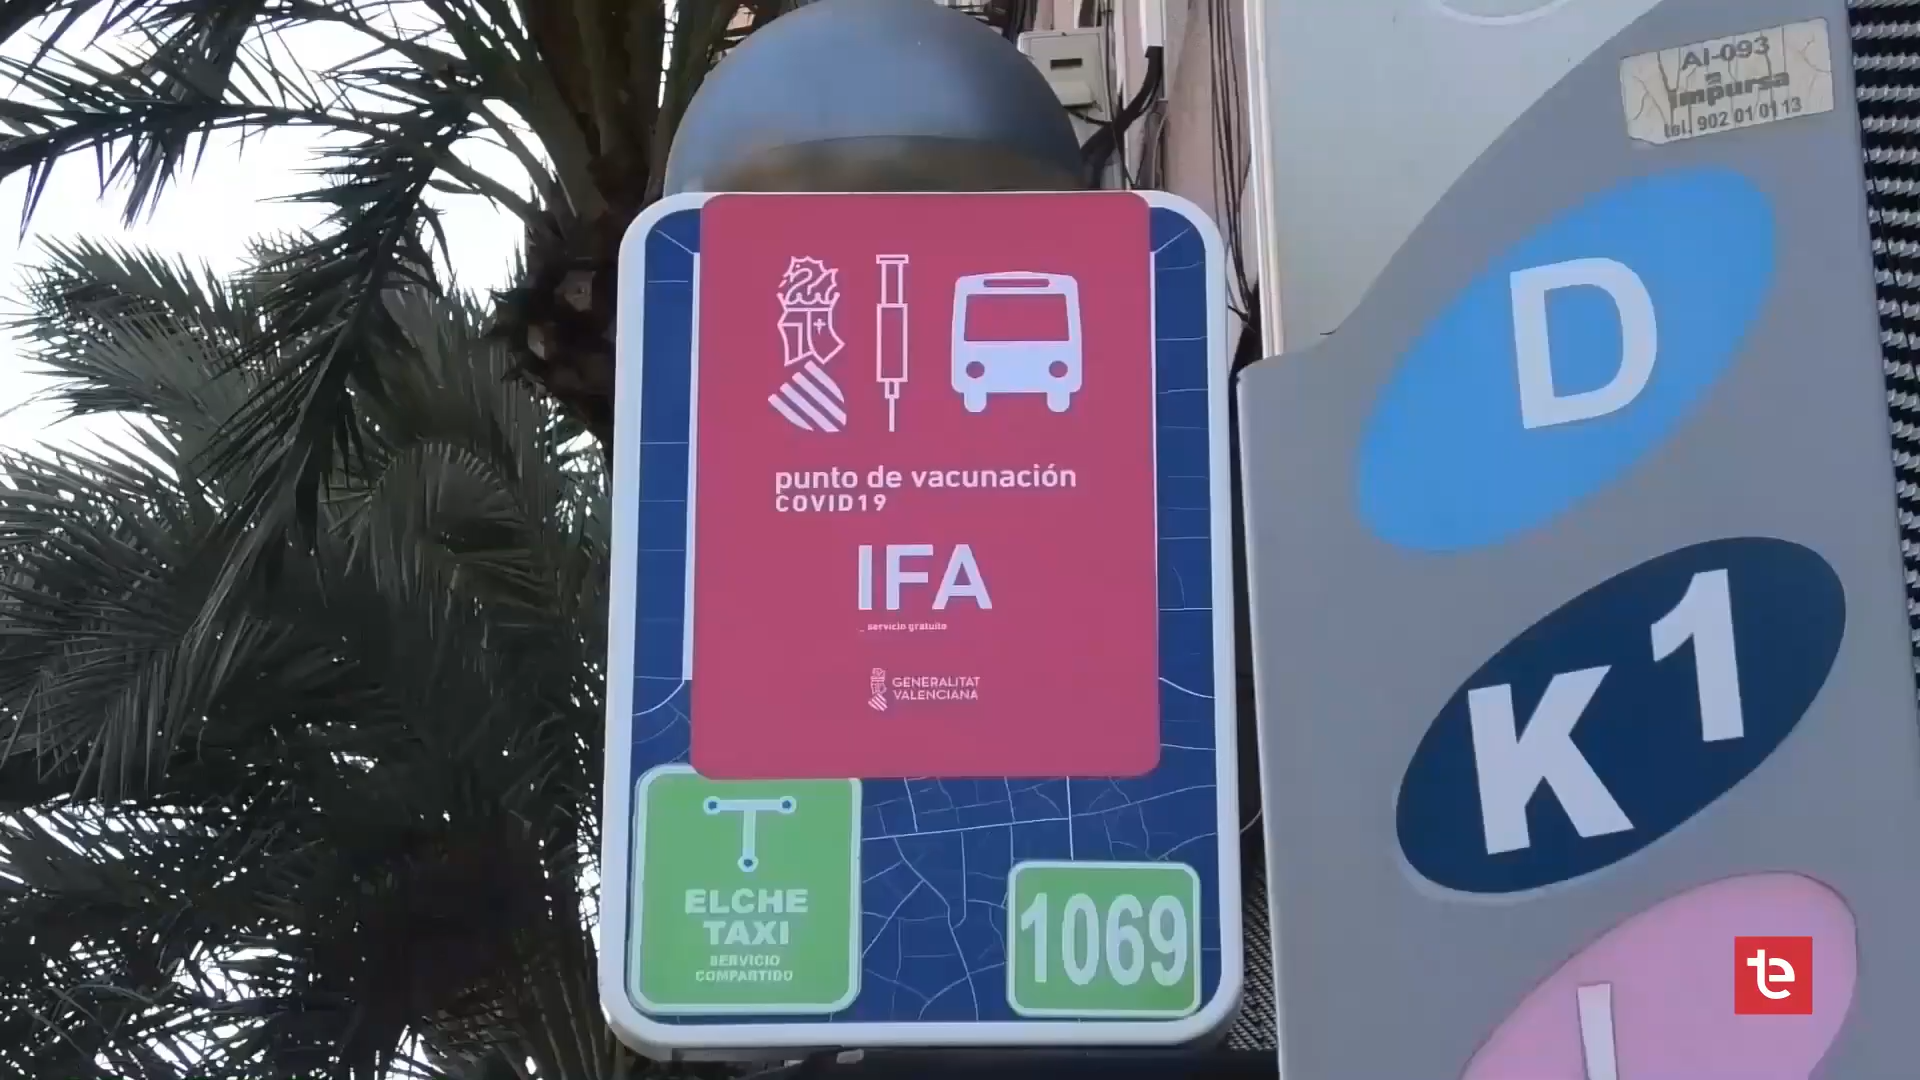 punto de vacunación
COVID19
IFA
_ servicio gratuito
GENERALITAT
VALENCIANA
ELCHE
TAXI
SERVICIO
COMPARTIDO
1069
AI-093
impursa
tel. 902 01 01 13
D
K1
L
te